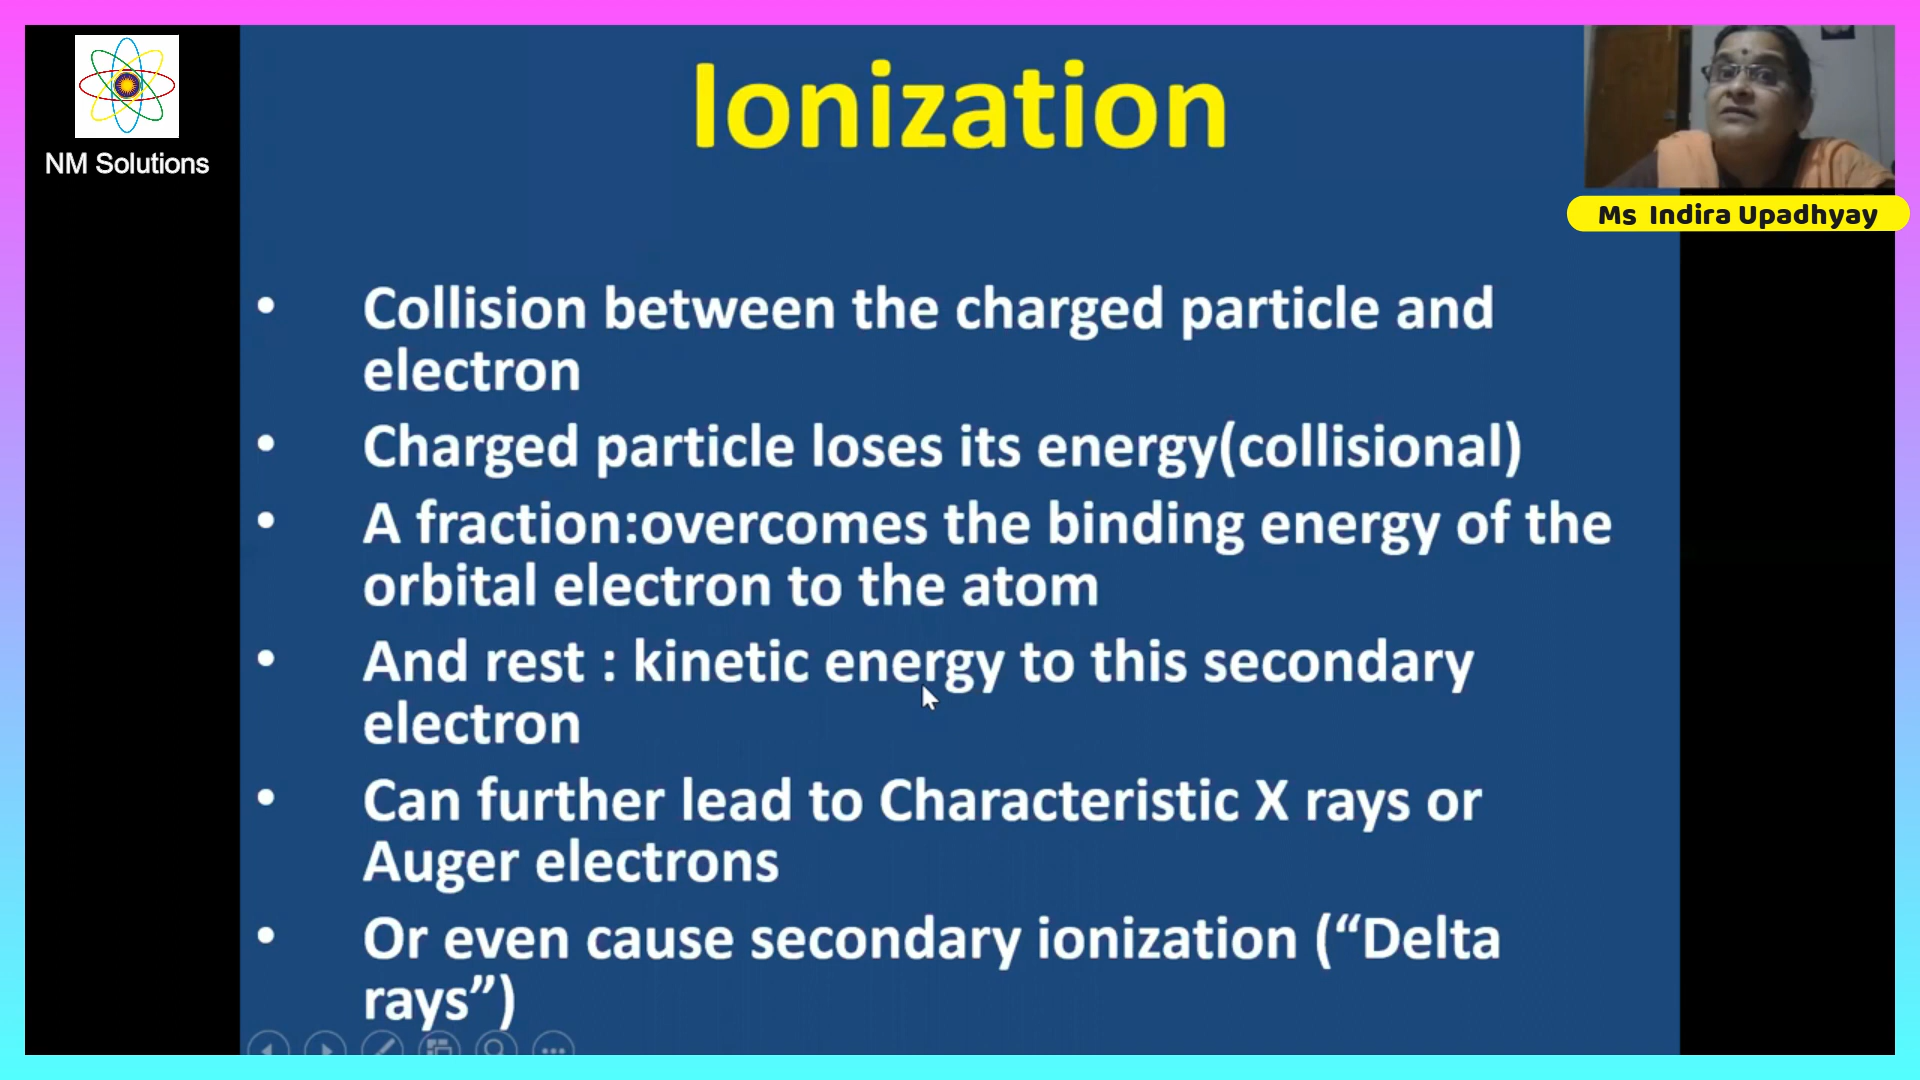 Ionization
NM Solutions
Ms Indira Upadhyay
• Collision between the charged particle and
electron
• Charged particle loses its energy(collisional)
• A fraction:overcomes the binding energy of the
orbital electron to the atom
• And rest : kinetic energy to this secondary
electron
• Can further lead to Characteristic X rays or
Auger electrons
• Or even cause secondary ionization (“Delta
rays”)